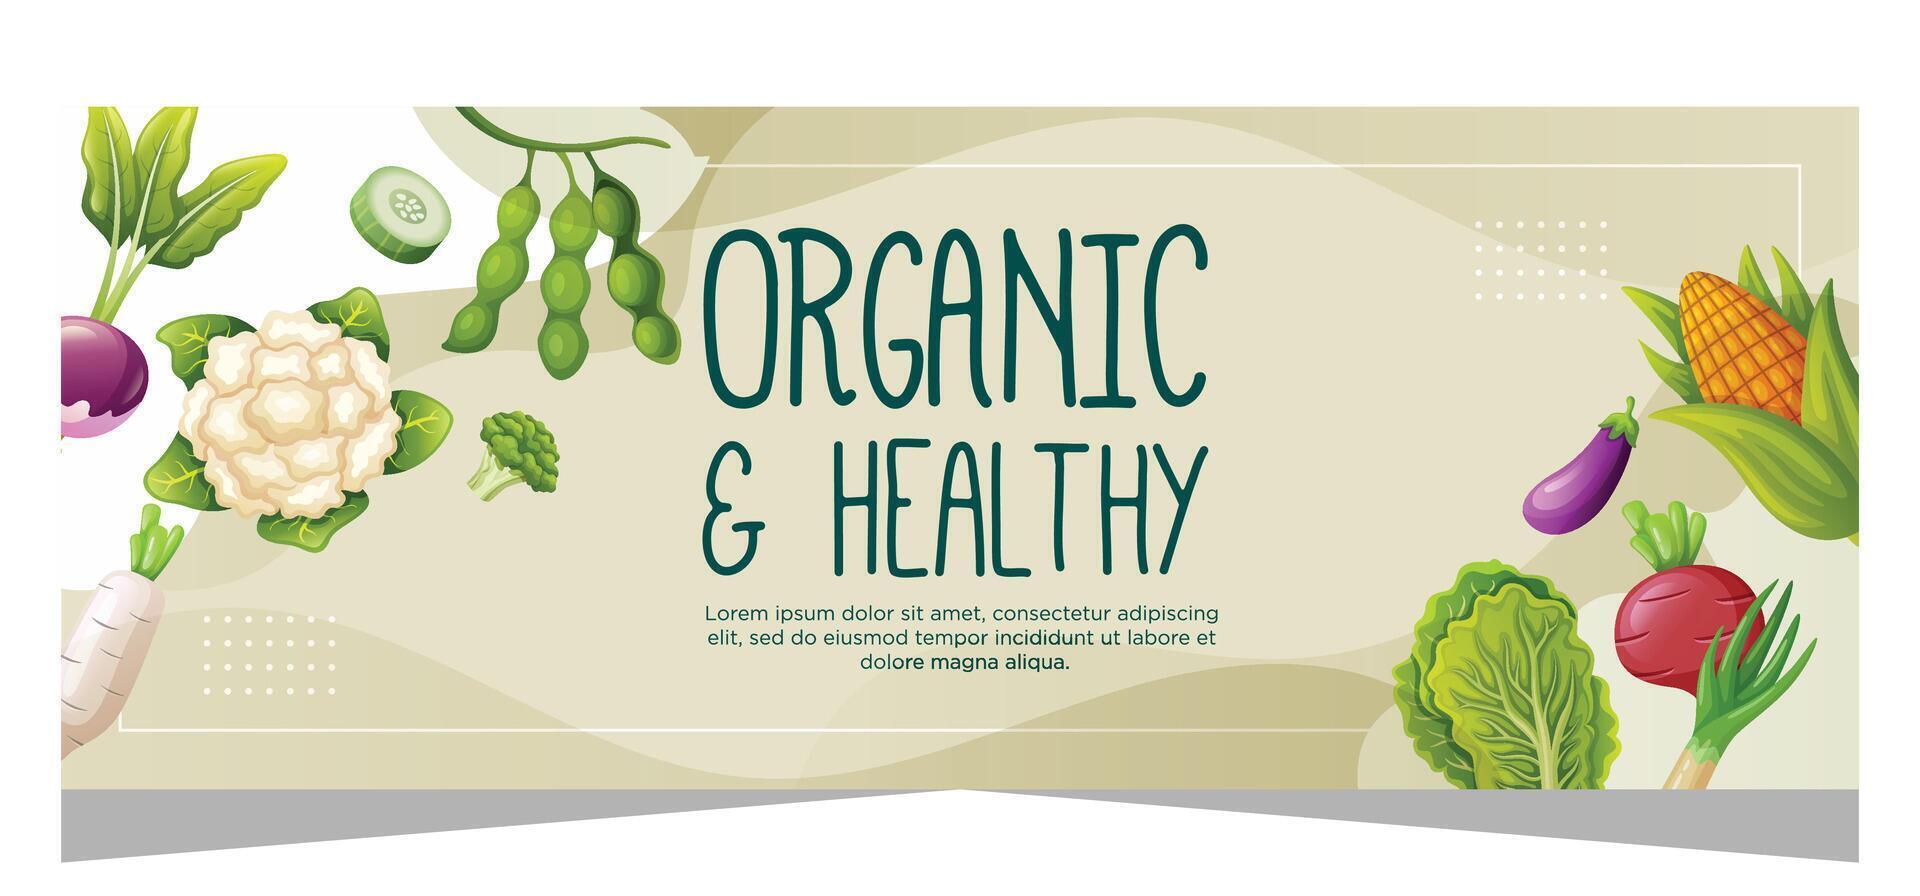 ORGANIC
& HEALTHY
Lorem ipsum dolor sit amet, consectetur adipiscing
elit, sed do eiusmod tempor incididunt ut labore et
dolore magna aliqua.